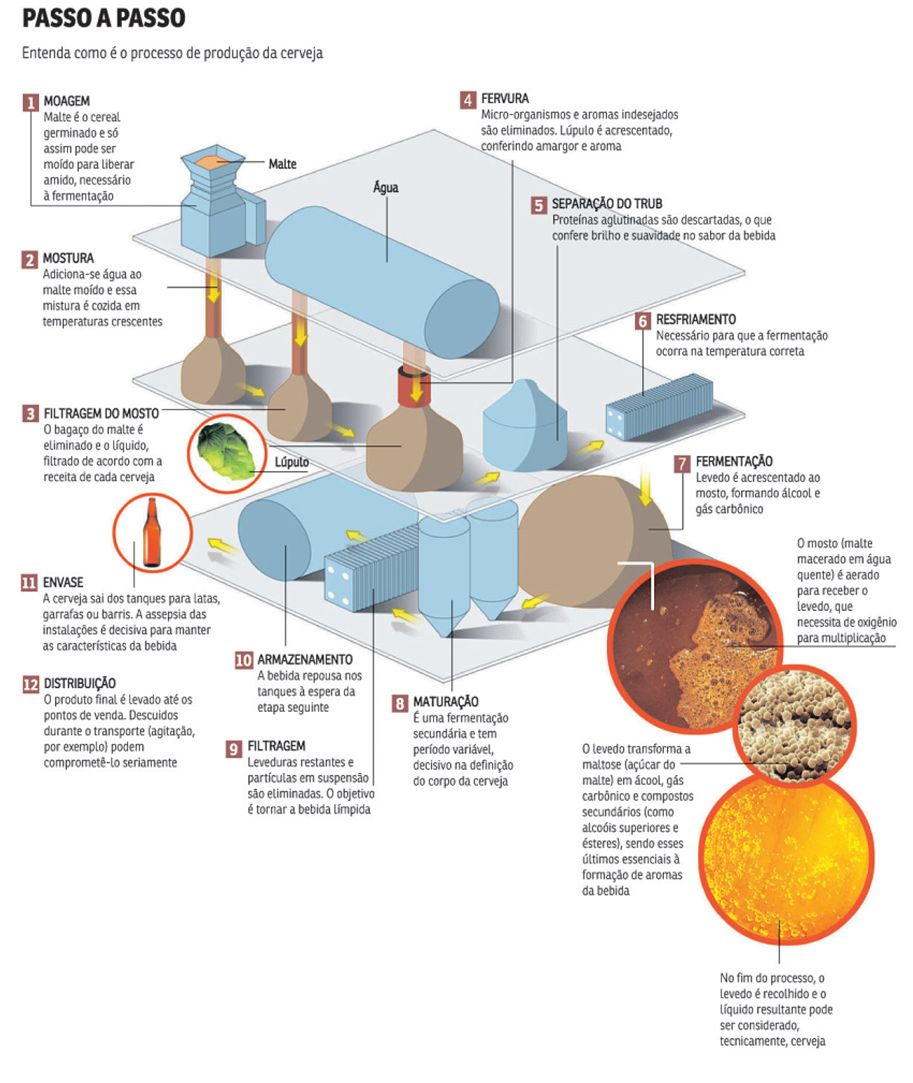 PASSO A PASSO
Entenda como é o processo de produção da cerveja
1 MOAGEM
Malte é o cereal
germinado e só
assim pode ser
moído para liberar
amido, necessário
à fermentação
Malte
Água
2 MOSTURA
Adiciona-se água ao
malte moído e essa
mistura é cozida em
temperaturas crescentes
3 FILTRAGEM DO MOSTO
O bagaço do malte é
eliminado e o líquido,
filtrado de acordo com a
receita de cada cerveja
Lúpulo
4 FERVURA
Micro-organismos e aromas indesejados
são eliminados. Lúpulo é acrescentado,
conferindo amargor e aroma
5 SEPARAÇÃO DO TRUB
Proteínas aglutinadas são descartadas, o que
confere brilho e suavidade no sabor da bebida
6 RESFRIAMENTO
Necessário para que a fermentação
ocorra na temperatura correta
7 FERMENTAÇÃO
Levedo é acrescentado ao
mosto, formando álcool e
gás carbônico
O mosto (malte
macerado em água
quente) é aerado
para receber o
levedo, que
necessita de oxigênio
para multiplicação
O levedo transforma a
maltose (açúcar do
malte) em ácool, gás
carbônico e compostos
secundários (como
alcoóis superiores e
ésteres), sendo esses
últimos essenciais à
formação de aromas
da bebida
No fim do processo, o
levedo é recolhido e o
líquido resultante pode
ser considerado,
tecnicamente, cerveja
8 MATURAÇÃO
É uma fermentação
secundária e tem
período variável,
decisivo na definição
do corpo da cerveja
9 FILTRAGEM
Leveduras restantes e
partículas em suspensão
são eliminadas. O objetivo
é tornar a bebida límpida
10 ARMAZENAMENTO
A bebida repousa nos
tanques à espera da
etapa seguinte
11 ENVASE
A cerveja sai dos tanques para latas,
garrafas ou barris. A assepsia das
instalações é decisiva para manter
as características da bebida
12 DISTRIBUIÇÃO
O produto final é levado até os
pontos de venda. Descuidos
durante o transporte (agitação,
por exemplo) podem
comprometê-lo seriamente